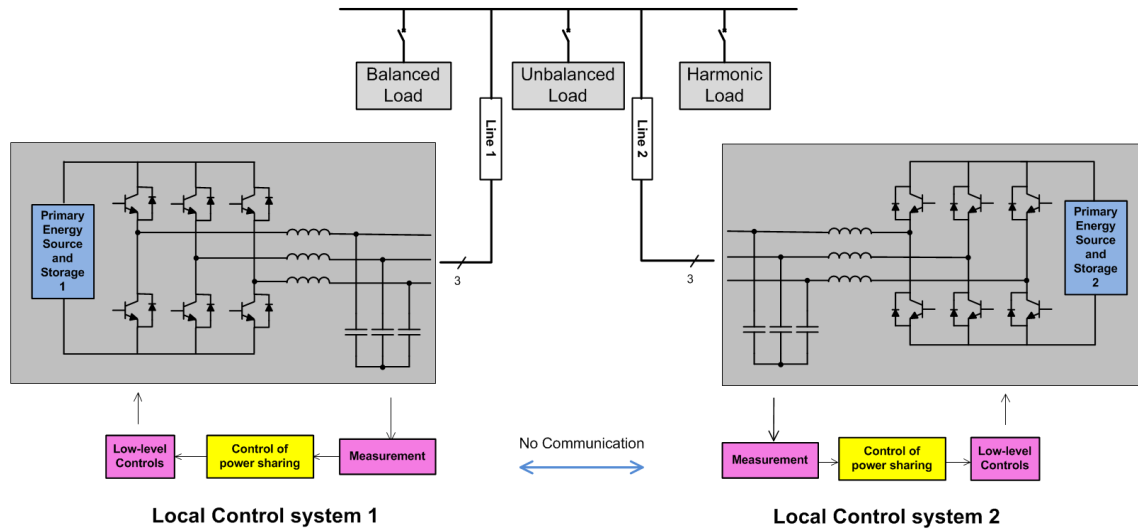 Balanced
Load
Unbalanced
Load
Harmonic
Load
Line 1
Line 2
Primary
Energy
Source
and
Storage
1
3
3
Primary
Energy
Source
and
Storage
2
Low-level
Controls
Control of
power sharing
Measurement
No Communication
Measurement
Control of
power sharing
Low-level
Controls
Local Control system 1
Local Control system 2